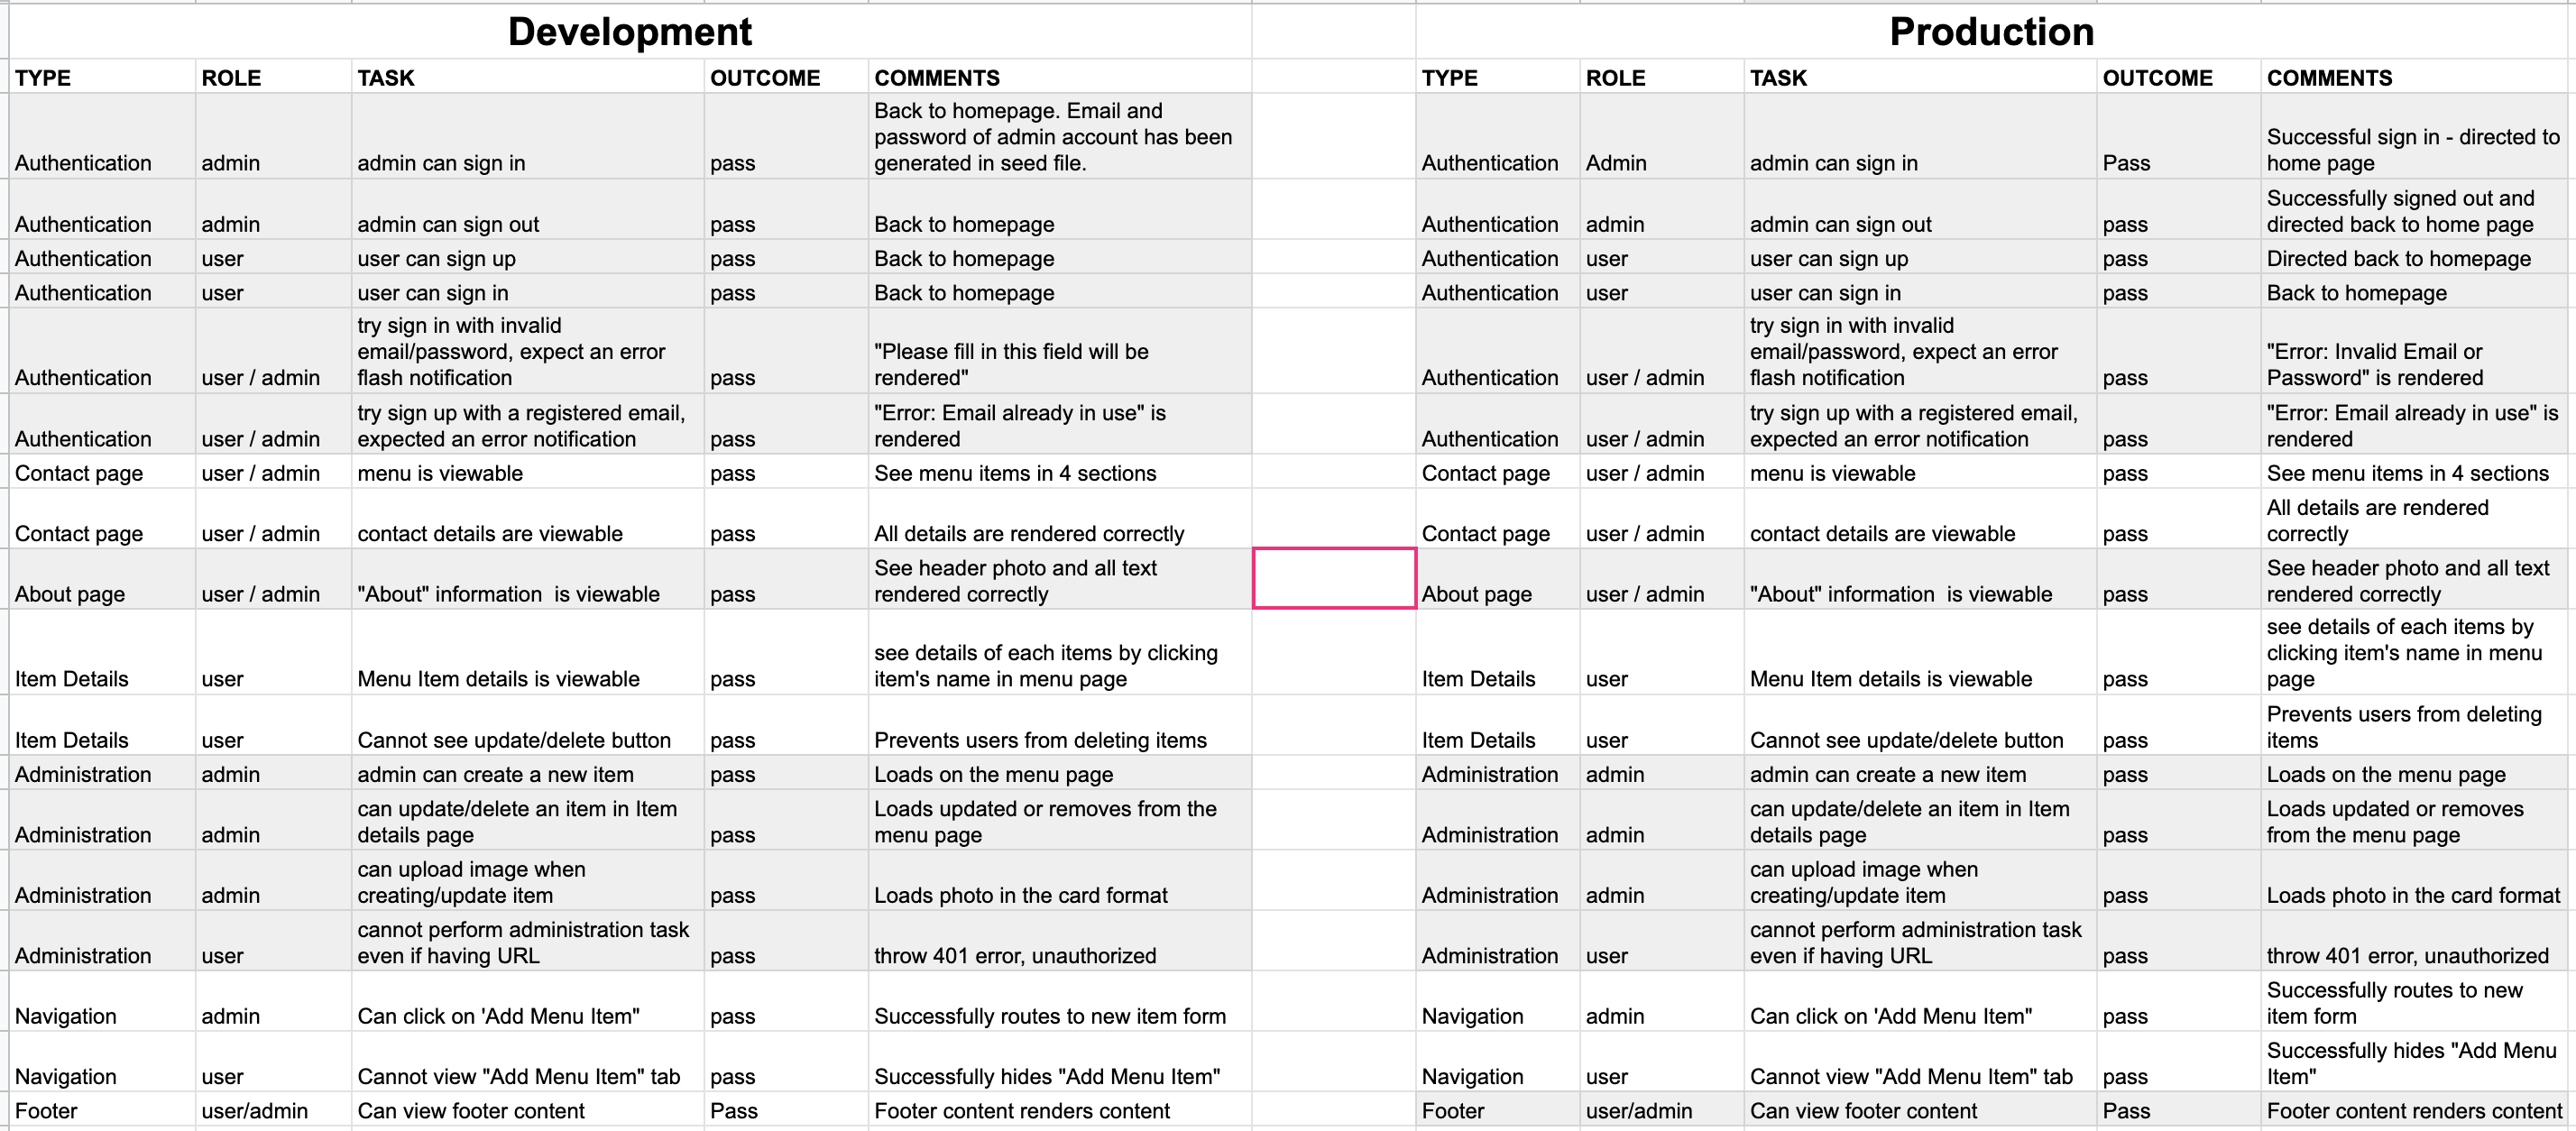 Development Production
TYPE ROLE TASK OUTCOME COMMENTS TYPE ROLE TASK OUTCOME COMMENTS
Authentication admin admin can sign in pass Back to homepage. Email and password of admin account has been generated in seed file. Authentication Admin admin can sign in Pass Successful sign in - directed to home page
Authentication admin admin can sign out pass Back to homepage Authentication admin admin can sign out pass Successfully signed out and directed back to home page
Authentication user user can sign up pass Back to homepage Authentication user user can sign up pass Directed back to homepage
Authentication user user can sign in pass Back to homepage Authentication user user can sign in pass Back to homepage
Authentication user / admin try sign in with invalid email/password, expect an error flash notification pass "Please fill in this field will be rendered" Authentication user / admin try sign in with invalid email/password, expect an error flash notification pass "Error: Invalid Email or Password" is rendered
Authentication user / admin try sign up with a registered email, expected an error notification pass "Error: Email already in use" is rendered Authentication user / admin try sign up with a registered email, expected an error notification pass "Error: Email already in use" is rendered
Contact page user / admin menu is viewable pass See menu items in 4 sections Contact page user / admin menu is viewable pass See menu items in 4 sections
Contact page user / admin contact details are viewable pass All details are rendered correctly Contact page user / admin contact details are viewable pass All details are rendered correctly
About page user / admin "About" information  is viewable pass See header photo and all text rendered correctly About page user / admin "About" information  is viewable pass See header photo and all text rendered correctly
Item Details user Menu Item details is viewable pass see details of each items by clicking item's name in menu page Item Details user Menu Item details is viewable pass see details of each items by clicking item's name in menu page
Item Details user Cannot see update/delete button pass Prevents users from deleting items Item Details user Cannot see update/delete button pass Prevents users from deleting items
Administration admin admin can create a new item pass Loads on the menu page Administration admin admin can create a new item pass Loads on the menu page
Administration admin can update/delete an item in Item details page pass Loads updated or removes from the menu page Administration admin can update/delete an item in Item details page pass Loads updated or removes from the menu page
Administration admin can upload image when creating/update item pass Loads photo in the card format Administration admin can upload image when creating/update item pass Loads photo in the card format
Administration user cannot perform administration task even if having URL pass throw 401 error, unauthorized Administration user cannot perform administration task even if having URL pass throw 401 error, unauthorized
Navigation admin Can click on 'Add Menu Item" pass Successfully routes to new item form Navigation admin Can click on 'Add Menu Item" pass Successfully routes to new item form
Navigation user Cannot view "Add Menu Item" tab pass Successfully hides "Add Menu Item" Navigation user Cannot view "Add Menu Item" tab pass Successfully hides "Add Menu Item"
Footer user/admin Can view footer content Pass Footer content renders content Footer user/admin Can view footer content Pass Footer content renders content